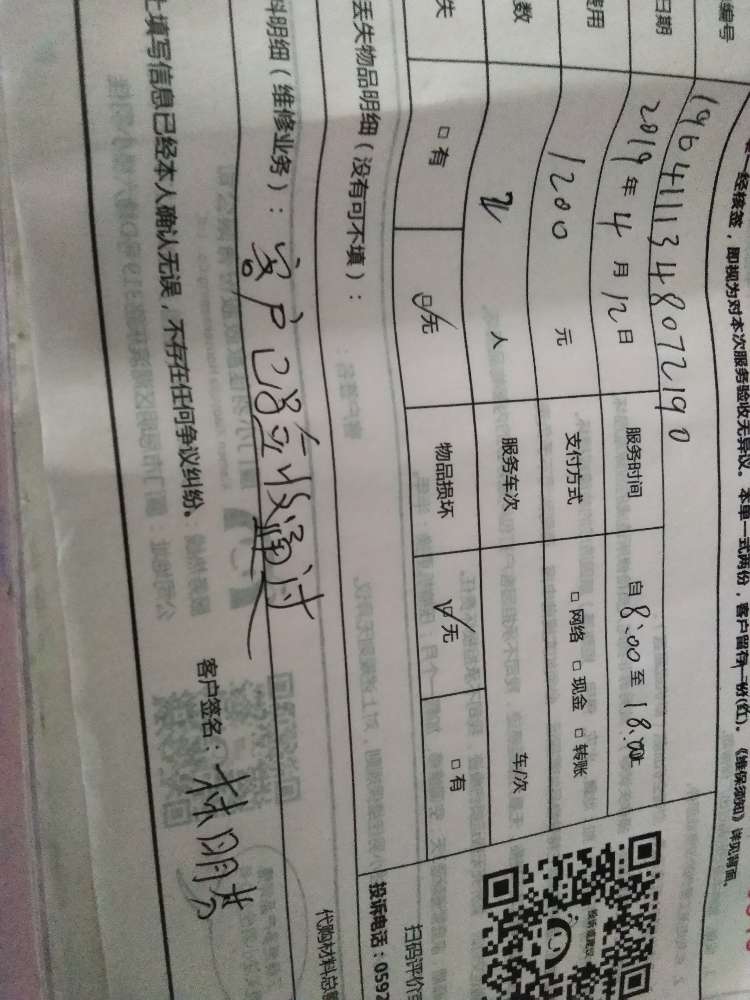 经核签，即视为对本次服务验收无异议。本单一式两份，客户留存一份(红)。《维保须知》详见背面。
编号 1964111348072190
日期 2019年4月12日 服务时间 自8:00至18:00
费用 1200 元 支付方式 □网络 □现金 □转账
数 2 人 服务车次 车/次
失 □有 ☑无 物品损坏 ☑无 □有
丢失物品明细（没有可不填）：
扫码评价
投诉电话：0592
料明细（维修业务）：客户已签收通过
代购材料总
上填写信息已经本人确认无误，不存在任何争议纠纷。
客户签名：林明